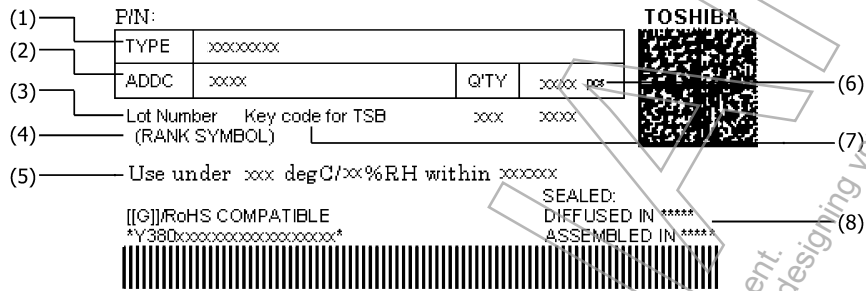 (1) P/N: TOSHIBA
TYPE xxxxxxxx
(2)
ADDC xxxx Q'TY xxxx pcs (6)
(3) Lot Number Key code for TSB xxx xxxx
(4) (RANK SYMBOL) (7)
(5) Use under xxx degC/xx%RH within xxxxxx
SEALED:
[[G]]/RoHS COMPATIBLE DIFFUSED IN ***** (8)
*Y380xxxxxxxxxxxxxxxxx* ASSEMBLED IN *****